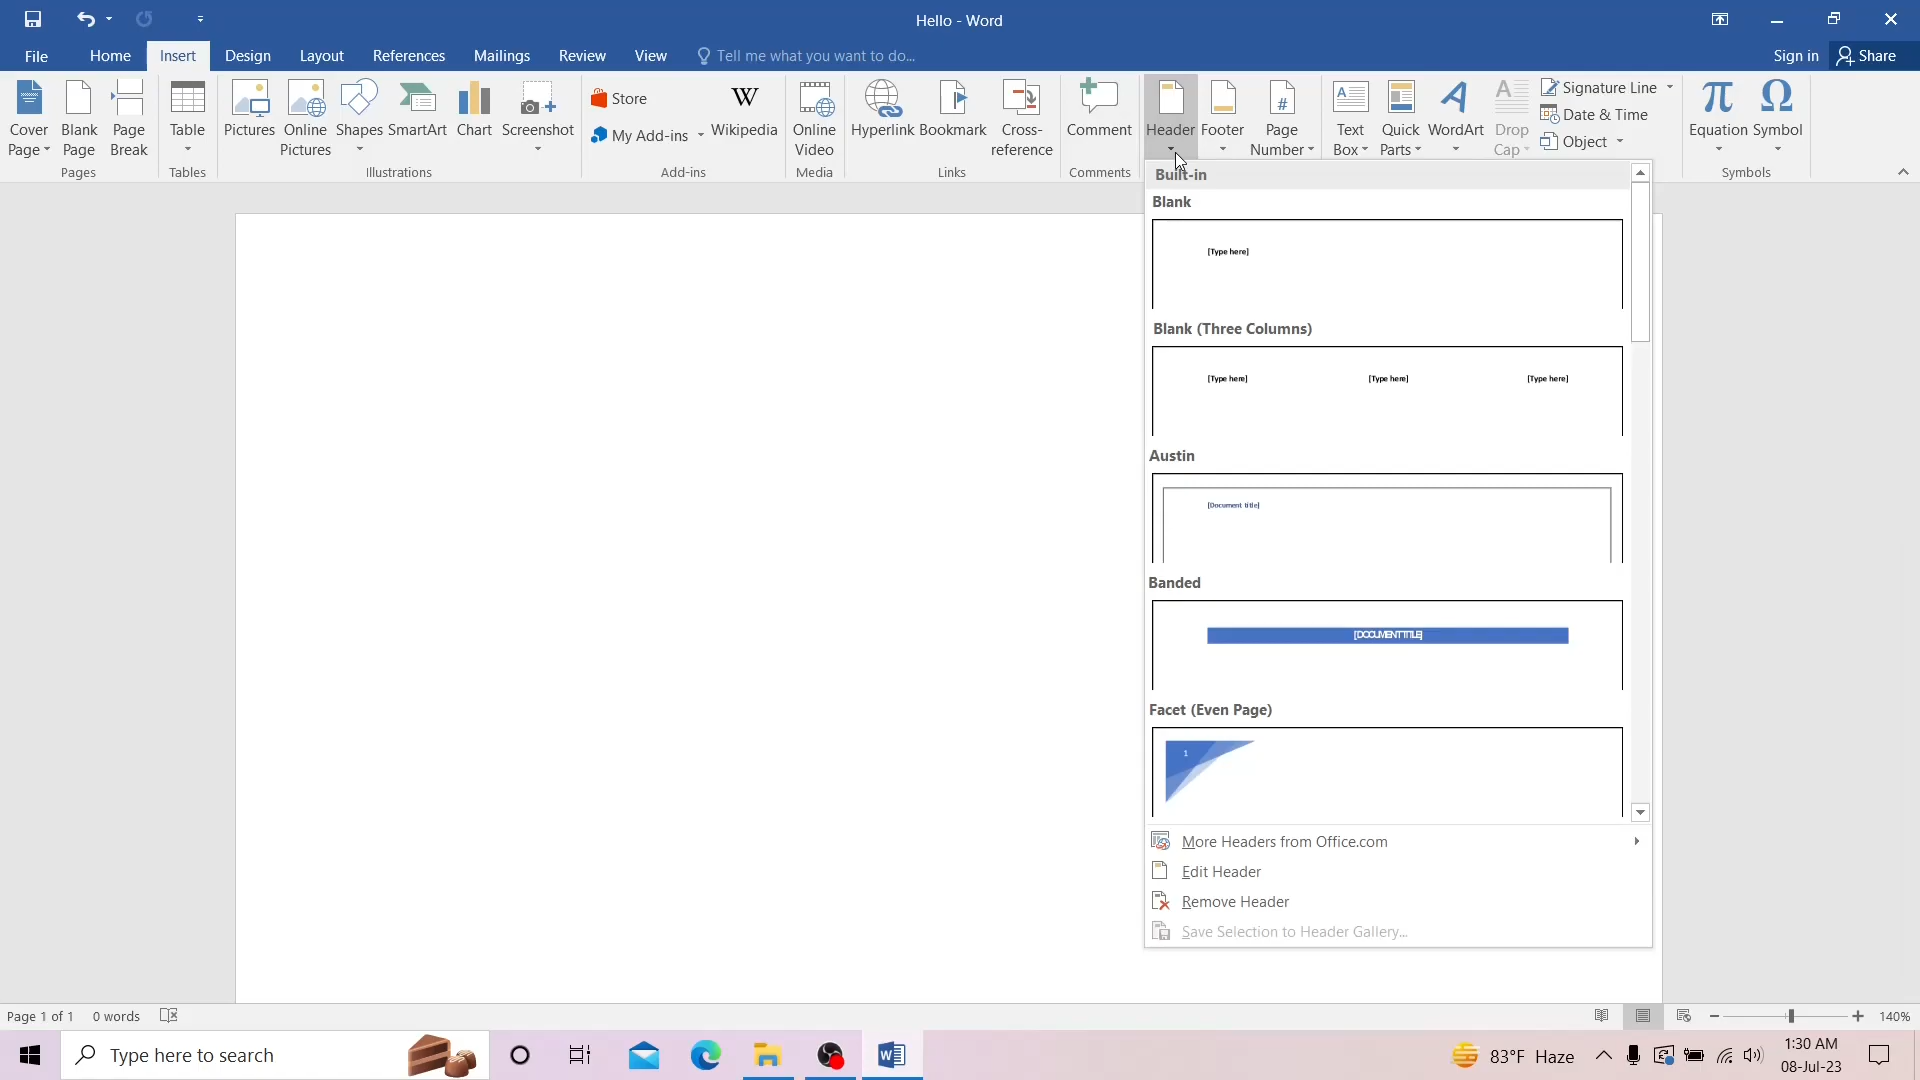 Hello - Word
File Home Insert Design Layout References Mailings Review View Tell me what you want to do... Sign in Share
Cover Page
Blank Page
Page Break
Pages
Table
Tables
Pictures
Online Pictures
Shapes
SmartArt
Chart
Screenshot
Illustrations
Store
My Add-ins
W
Wikipedia
Add-ins
Online Video
Media
Hyperlink
Bookmark
Cross-reference
Links
Comment
Comments
Header
Footer
#
Page Number
Text Box
Quick Parts
WordArt
Drop Cap
Signature Line
Date & Time
Object
π
Equation
Ω
Symbol
Symbols
Built-in
Blank
[Type here]
Blank (Three Columns)
[Type here] [Type here] [Type here]
Austin
[Document title]
Banded
[DOCUMENT TITLE]
Facet (Even Page)
1
More Headers from Office.com
Edit Header
Remove Header
Save Selection to Header Gallery...
Page 1 of 1 0 words 140%
Type here to search
83°F Haze
1:30 AM
08-Jul-23